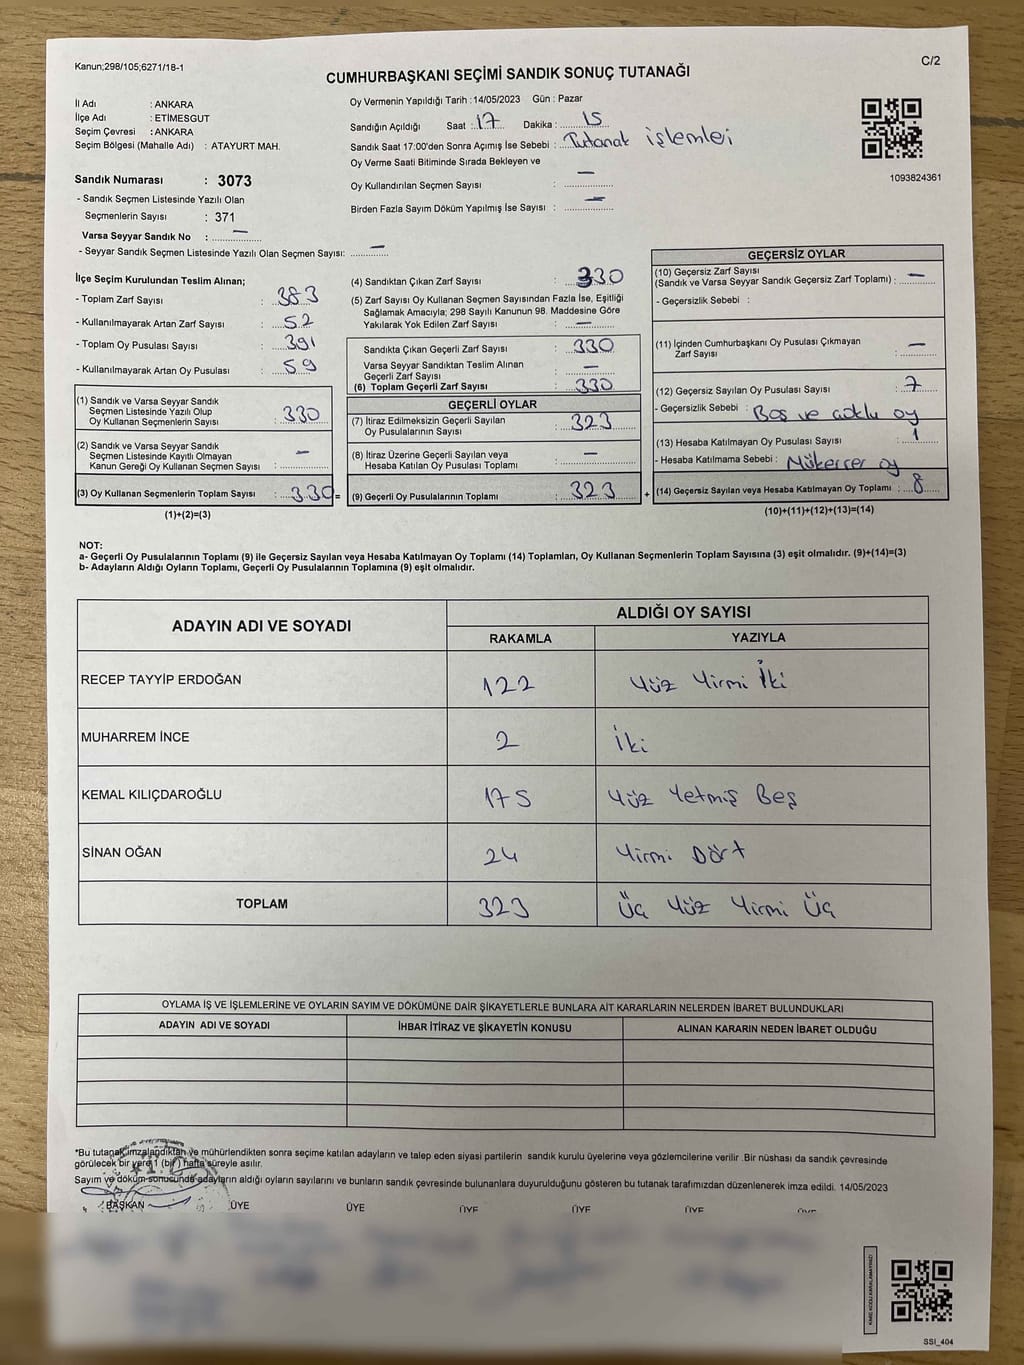 Kanun;298/105;6271/18-1
C/2
CUMHURBAŞKANI SEÇİMİ SANDIK SONUÇ TUTANAĞI
İl Adı : ANKARA
İlçe Adı : ETİMESGUT
Seçim Çevresi : ANKARA
Seçim Bölgesi (Mahalle Adı) : ATAYURT MAH.
Oy Vermenin Yapıldığı Tarih :14/05/2023 Gün : Pazar
Sandığın Açıldığı Saat :17 Dakika : 15
Sandık Saat 17:00'den Sonra Açımış İse Sebebi : Tutanak işlemleri
Oy Verme Saati Bitiminde Sırada Bekleyen ve
Oy Kullandırılan Seçmen Sayısı : —
Birden Fazla Sayım Döküm Yapılmış İse Sayısı : —
1093824361
Sandık Numarası : 3073
- Sandık Seçmen Listesinde Yazılı Olan
Seçmenlerin Sayısı : 371
Varsa Seyyar Sandık No : —
- Seyyar Sandık Seçmen Listesinde Yazılı Olan Seçmen Sayısı: —
İlçe Seçim Kurulundan Teslim Alınan;
- Toplam Zarf Sayısı : 383
- Kullanılmayarak Artan Zarf Sayısı : 52
- Toplam Oy Pusulası Sayısı : 391
- Kullanılmayarak Artan Oy Pusulası : 59
(1) Sandık ve Varsa Seyyar Sandık
Seçmen Listesinde Yazılı Olup
Oy Kullanan Seçmenlerin Sayısı : 330
(2) Sandık ve Varsa Seyyar Sandık
Seçmen Listesinde Kayıtlı Olmayan
Kanun Gereği Oy Kullanan Seçmen Sayısı : —
(3) Oy Kullanan Seçmenlerin Toplam Sayısı : 330 =
(1)+(2)=(3)
(4) Sandıktan Çıkan Zarf Sayısı : 330
(5) Zarf Sayısı Oy Kullanan Seçmen Sayısından Fazla İse, Eşitliği
Sağlamak Amacıyla; 298 Sayılı Kanunun 98. Maddesine Göre
Yakılarak Yok Edilen Zarf Sayısı : —
Sandıkta Çıkan Geçerli Zarf Sayısı : 330
Varsa Seyyar Sandıktan Teslim Alınan
Geçerli Zarf Sayısı : —
(6) Toplam Geçerli Zarf Sayısı : 330
GEÇERLİ OYLAR
(7) İtiraz Edilmeksizin Geçerli Sayılan
Oy Pusulalarının Sayısı : 323
(8) İtiraz Üzerine Geçerli Sayılan veya
Hesaba Katılan Oy Pusulası Toplamı : —
(9) Geçerli Oy Pusulalarının Toplamı : 323 +
GEÇERSİZ OYLAR
(10) Geçersiz Zarf Sayısı
(Sandık ve Varsa Seyyar Sandık Geçersiz Zarf Toplamı) : —
- Geçersizlik Sebebi :
(11) İçinden Cumhurbaşkanı Oy Pusulası Çıkmayan
Zarf Sayısı : —
(12) Geçersiz Sayılan Oy Pusulası Sayısı : 7
- Geçersizlik Sebebi : Boş ve çoklu oy
(13) Hesaba Katılmayan Oy Pusulası Sayısı : 1
- Hesaba Katılmama Sebebi : Mükerrer oy
(14) Geçersiz Sayılan veya Hesaba Katılmayan Oy Toplamı : 8
(10)+(11)+(12)+(13)=(14)
NOT:
a- Geçerli Oy Pusulalarının Toplamı (9) ile Geçersiz Sayılan veya Hesaba Katılmayan Oy Toplamı (14) Toplamları, Oy Kullanan Seçmenlerin Toplam Sayısına (3) eşit olmalıdır. (9)+(14)=(3)
b- Adayların Aldığı Oyların Toplamı, Geçerli Oy Pusulalarının Toplamına (9) eşit olmalıdır.
ADAYIN ADI VE SOYADI
ALDIĞI OY SAYISI
RAKAMLA YAZIYLA
RECEP TAYYİP ERDOĞAN 122 Yüz Yirmi İki
MUHARREM İNCE 2 İki
KEMAL KILIÇDAROĞLU 175 Yüz Yetmiş Beş
SİNAN OĞAN 24 Yirmi Dört
TOPLAM 323 Üç Yüz Yirmi Üç
OYLAMA İŞ VE İŞLEMLERİNE VE OYLARIN SAYIM VE DÖKÜMÜNE DAİR ŞİKAYETLERLE BUNLARA AİT KARARLARIN NELERDEN İBARET BULUNDUKLARI
ADAYIN ADI VE SOYADI İHBAR İTİRAZ VE ŞİKAYETİN KONUSU ALINAN KARARIN NEDEN İBARET OLDUĞU
*Bu tutanak imzalandıktan ve mühürlendikten sonra seçime katılan adayların ve talep eden siyasi partilerin sandık kurulu üyelerine veya gözlemcilerine verilir .Bir nüshası da sandık çevresinde
görülecek bir yere 1 (bir) hafta süreyle asılır.
Sayım ve döküm sonucunda adayların aldığı oyların sayılarını ve bunların sandık çevresinde bulunanlara duyurulduğunu gösteren bu tutanak tarafımızdan düzenlenerek imza edildi. 14/05/2023
BAŞKAN ÜYE ÜYE ÜYE ÜYE ÜYE ÜYE
SSI_404